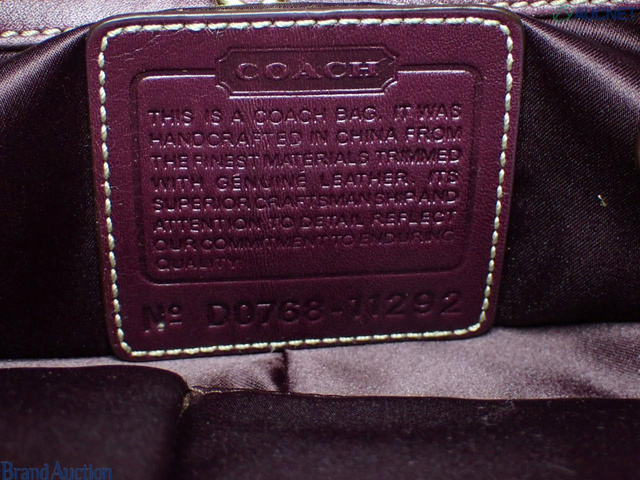 COACH
THIS IS A COACH BAG. IT WAS
HANDCRAFTED IN CHINA FROM
THE FINEST MATERIALS TRIMMED
WITH GENUINE LEATHER. ITS
SUPERIOR CRAFTSMANSHIP AND
ATTENTION TO DETAIL REFLECT
OUR COMMITMENT TO ENDURING
QUALITY.
Nº D0768-11292
Brand Auction